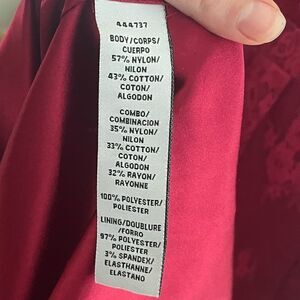 444737
BODY/CORPS/
CUERPO
57% NYLON/
NILON
43% COTTON/
COTON/
ALGODON
COMBO/
COMBINACION
35% NYLON/
NILON
33% COTTON/
COTON/
ALGODON
32% RAYON/
RAYONNE
100% POLYESTER/
POLIESTER
LINING/DOUBLURE
/FORRO
97% POLYESTER/
POLIESTER
3% SPANDEX/
ELASTHANNE/
ELASTANO